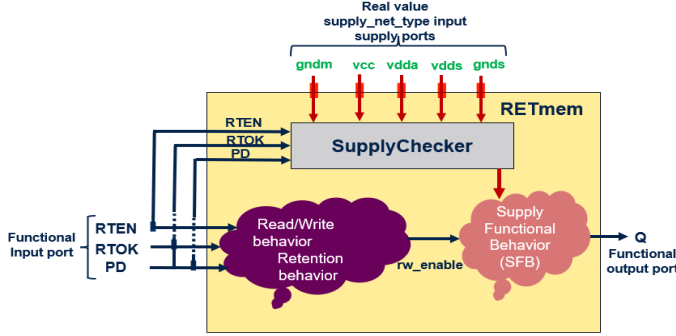 Real value
supply_net_type input
supply ports
gndm vcc vdda vdds gnds
RETmem
RTEN
RTOK
PD
SupplyChecker
Functional
Input port
RTEN
RTOK
PD
Read/Write
behavior
Retention
behavior
rw_enable
Supply
Functional
Behavior
(SFB)
Q
Functional
output port